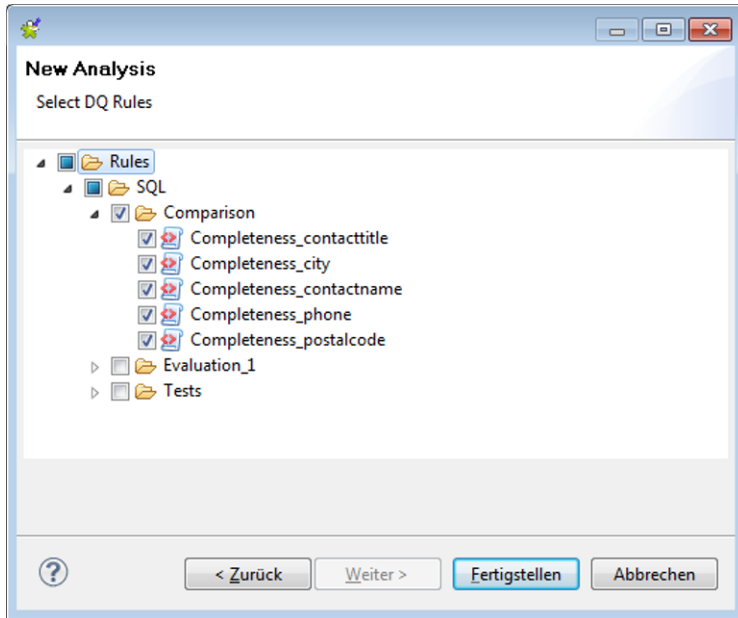 New Analysis
Select DQ Rules
Rules
SQL
Comparison
Completeness_contacttitle
Completeness_city
Completeness_contactname
Completeness_phone
Completeness_postalcode
Evaluation_1
Tests
? < Zurück Weiter > Fertigstellen Abbrechen